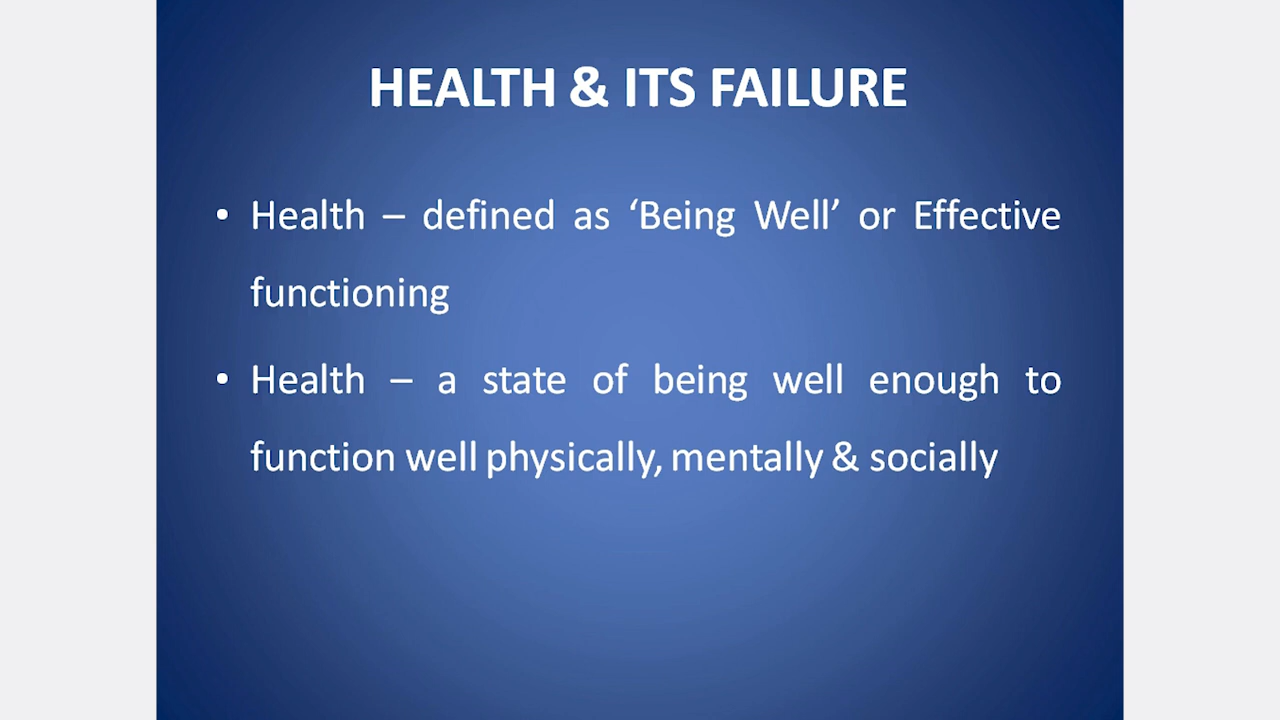 HEALTH & ITS FAILURE
• Health – defined as ‘Being Well’ or Effective
functioning
• Health – a state of being well enough to
function well physically, mentally & socially